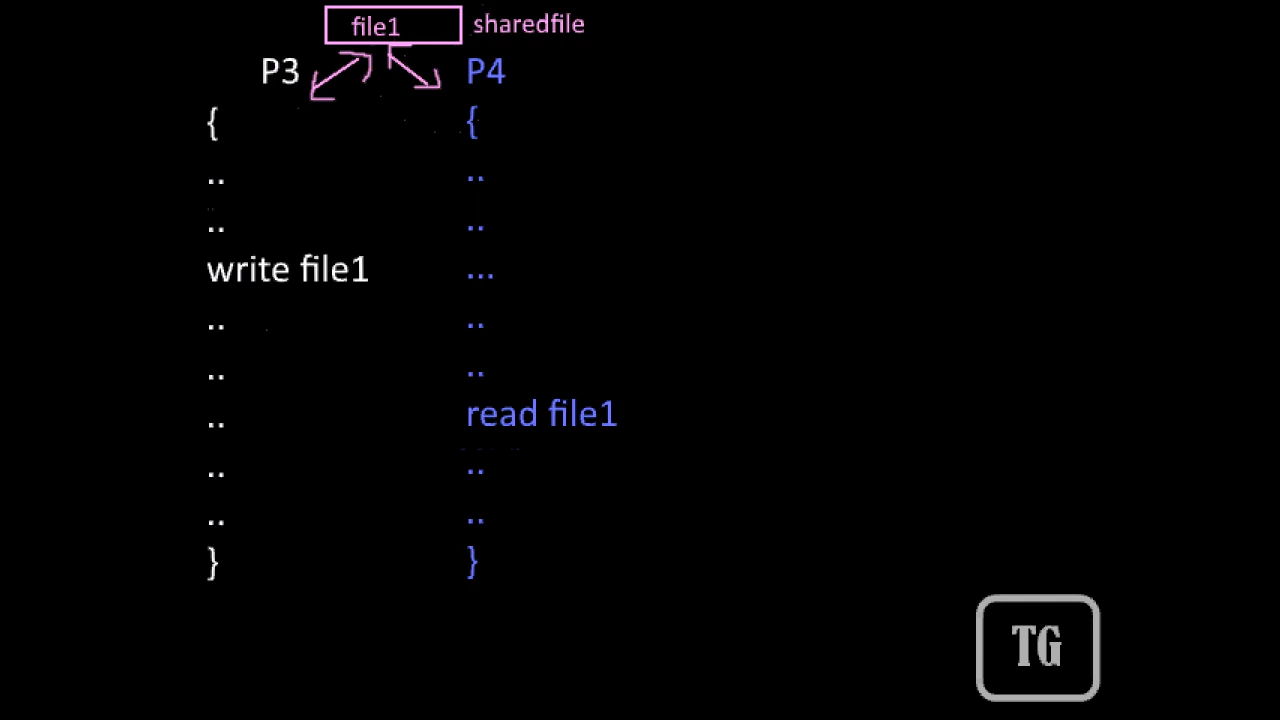 file1 sharedfile
P3 P4
{ {
.. ..
.. ..
write file1 ...
.. ..
.. ..
.. read file1
.. ..
.. ..
} }
TG